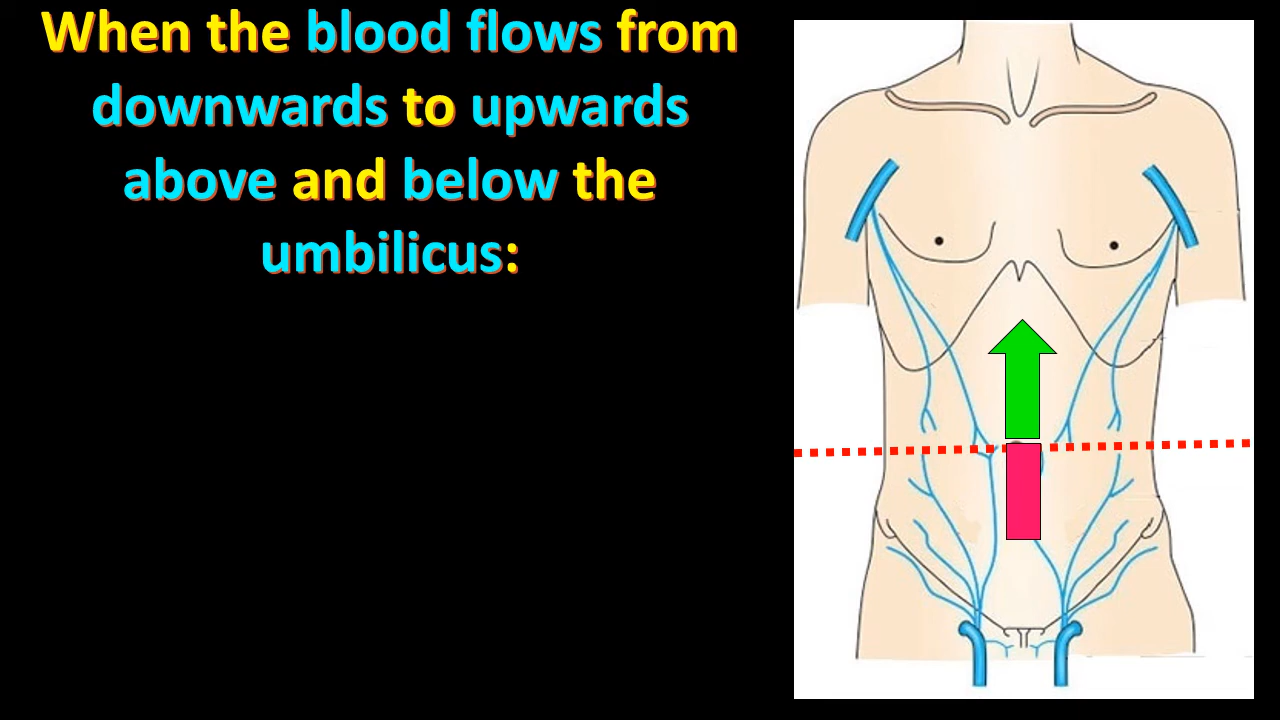 When the blood flows from
downwards to upwards
above and below the
umbilicus: